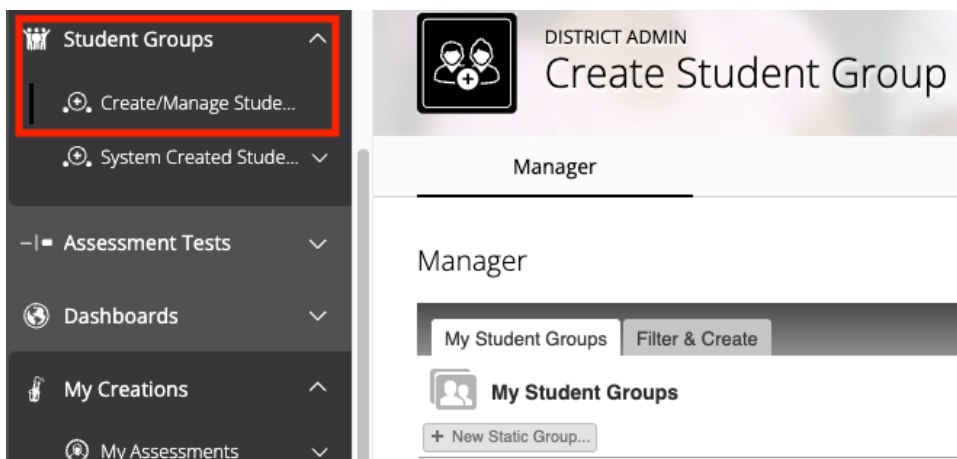 Student Groups
Create/Manage Stude...
System Created Stude...
Assessment Tests
Dashboards
My Creations
My Assessments
DISTRICT ADMIN
Create Student Group
Manager
Manager
My Student Groups
Filter & Create
My Student Groups
+ New Static Group...